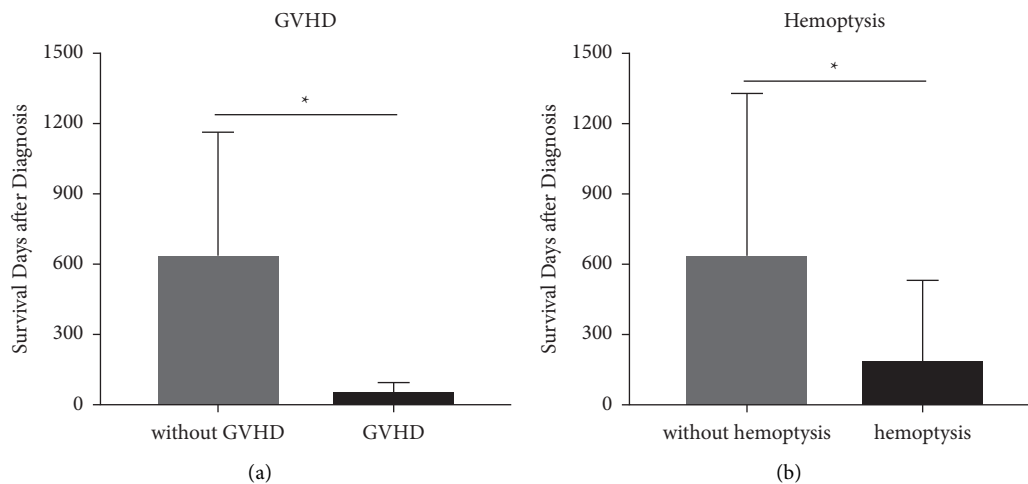 GVHD
1500
1200
900
600
300
0
Survival Days after Diagnosis
*
without GVHD
GVHD
(a)
Hemoptysis
1500
1200
900
600
300
0
Survival Days after Diagnosis
*
without hemoptysis
hemoptysis
(b)